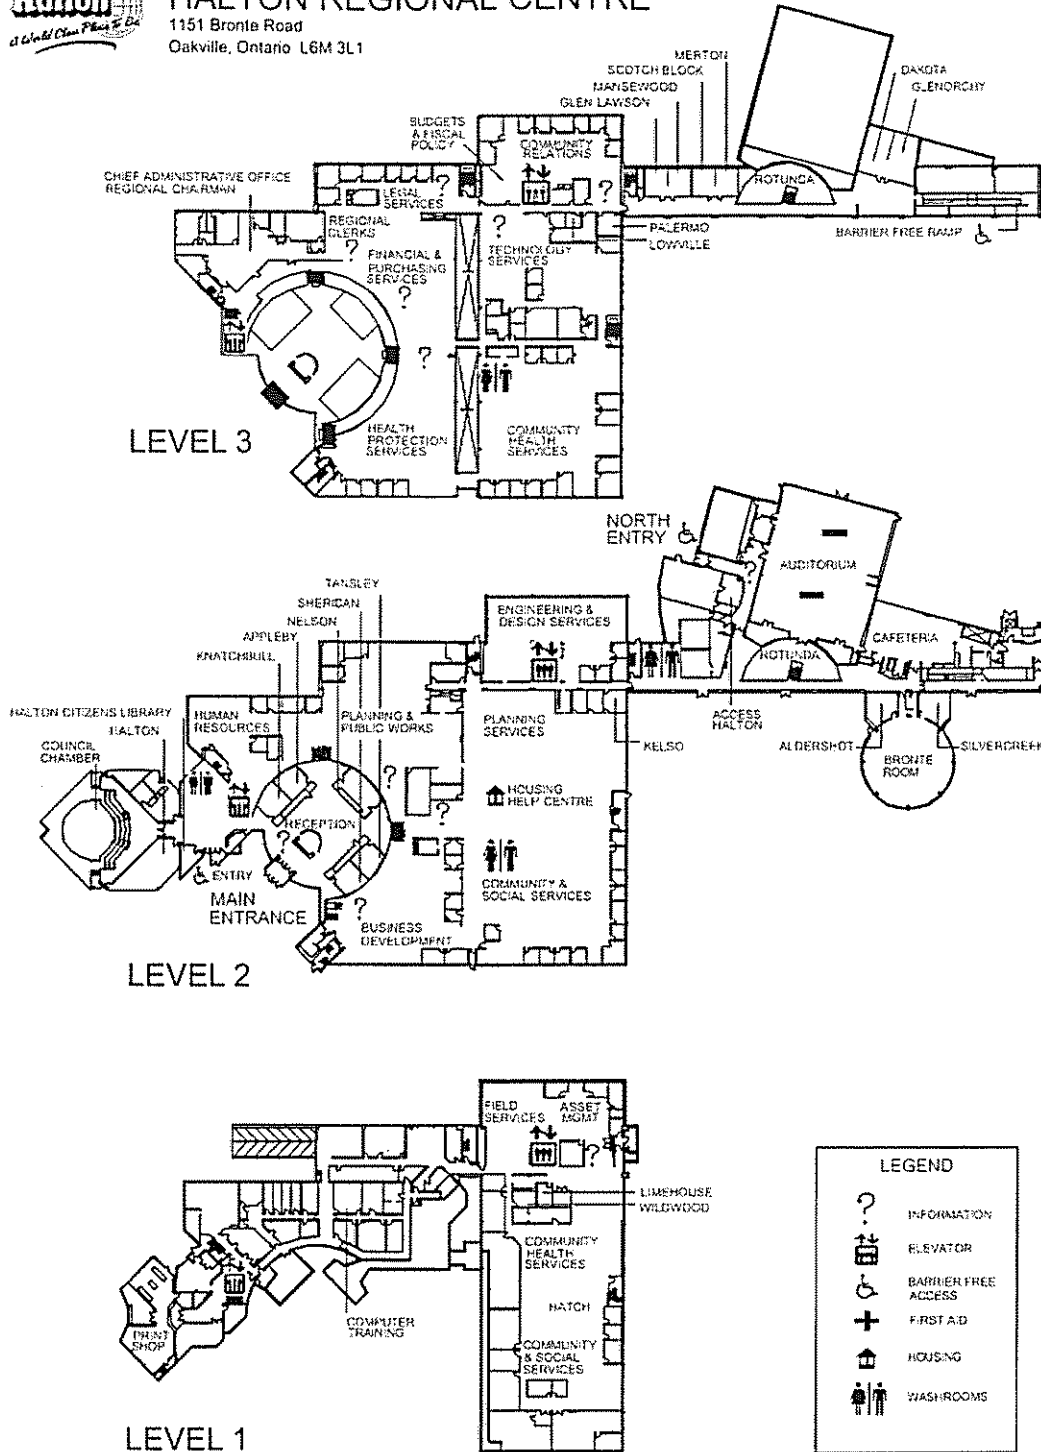 Halton
A World Class Place To Be
HALTON REGIONAL CENTRE
1151 Bronte Road
Oakville, Ontario L6M 3L1
MERTON
SCOTCH BLOCK
MANSEWOOD
GLEN LAWSON
DAKOTA
GLENORCHY
BUDGETS
& FISCAL
POLICY
COMMUNITY
RELATIONS
ROTUNDA
CHIEF ADMINISTRATIVE OFFICE
REGIONAL CHAIRMAN
LEGAL
SERVICES
REGIONAL
CLERKS
PALERMO
LOWVILLE
BARRIER FREE RAMP
FINANCIAL &
PURCHASING
SERVICES
TECHNOLOGY
SERVICES
HEALTH
PROTECTION
SERVICES
COMMUNITY
HEALTH
SERVICES
LEVEL 3
NORTH
ENTRY
AUDITORIUM
TANSLEY
SHERIDAN
NELSON
APPLEBY
KNATCHBULL
ENGINEERING &
DESIGN SERVICES
CAFETERIA
ROTUNDA
HALTON CITIZENS LIBRARY
HALTON
COUNCIL
CHAMBER
HUMAN
RESOURCES
PLANNING &
PUBLIC WORKS
PLANNING
SERVICES
KELSO
ACCESS
HALTON
ALDERSHOT
BRONTE
ROOM
SILVERCREEK
HOUSING
HELP CENTRE
RECEPTION
ENTRY
MAIN
ENTRANCE
COMMUNITY &
SOCIAL SERVICES
BUSINESS
DEVELOPMENT
LEVEL 2
FIELD
SERVICES
ASSET
MGMT
LIMEHOUSE
WILDWOOD
COMMUNITY
HEALTH
SERVICES
HATCH
COMPUTER
TRAINING
PRINT
SHOP
COMMUNITY
& SOCIAL
SERVICES
LEVEL 1
LEGEND
? INFORMATION
ELEVATOR
BARRIER FREE
ACCESS
FIRST AID
HOUSING
WASHROOMS